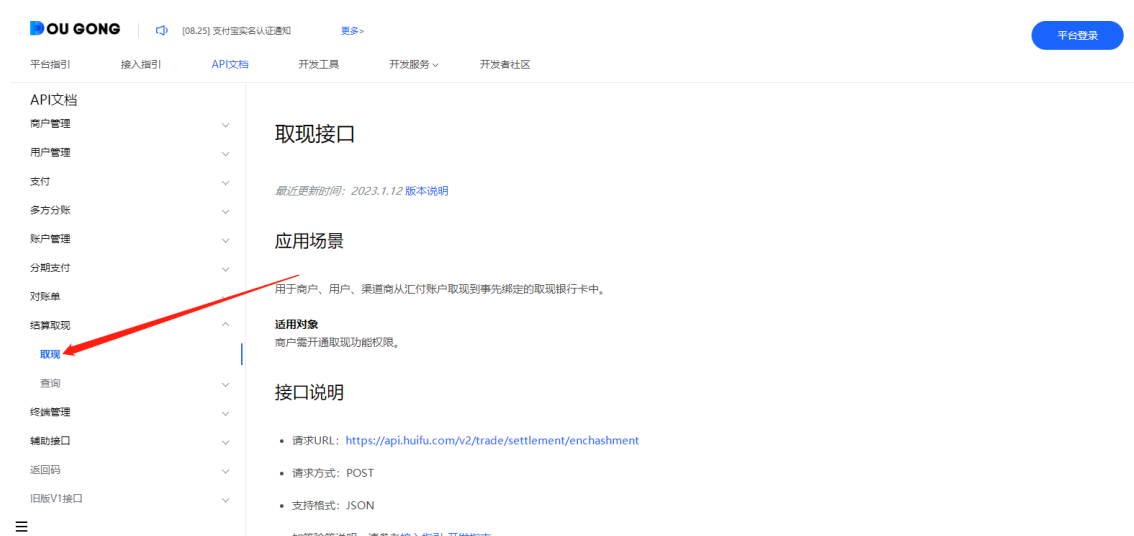 DOU GONG
[08.25] 支付宝实名认证通知
更多>
平台登录
平台指引 接入指引 API文档 开发工具 开发服务 开发者社区
API文档
商户管理
用户管理
支付
多方分账
账户管理
分期支付
对账单
结算取现
取现
查询
终端管理
辅助接口
返回码
旧版V1接口
取现接口
最近更新时间：2023.1.12 版本说明
应用场景
用于商户、用户、渠道商从汇付账户取现到事先绑定的取现银行卡中。
适用对象
商户需开通取现功能权限。
接口说明
请求URL：https://api.huifu.com/v2/trade/settlement/enchashment
请求方式：POST
支持格式：JSON